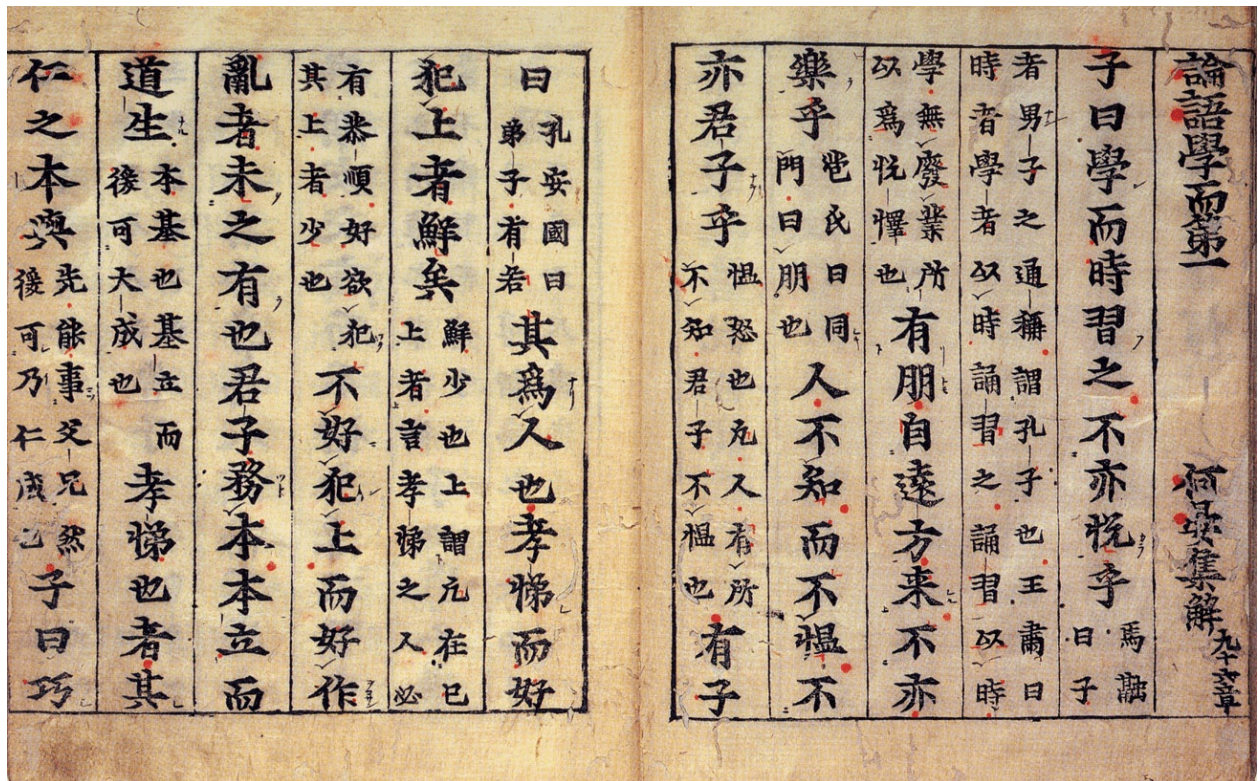 論語學而第一　何晏集解凡十六章
子曰學而時習之不亦悅乎馬融曰子
者男子之通稱謂孔子也王肅曰時者學者以時誦習之誦習以時
學無廢業所以爲悅懌也有朋自遠方来不亦
樂乎苞氏曰同門曰朋也人不知而不慍不
亦君子乎慍怒也凡人有所不知君子不慍也有子
曰孔安國曰弟子有若其爲人也孝悌而好
犯上者鮮矣鮮少也上謂凡在已上者言孝悌之人必
有恭順好欲犯其上者少也不好犯上而好作
亂者未之有也君子務本本立而
道生本基也基立而後可大成也孝悌也者其
仁之本與先能事父兄然後可乃仁成也子曰巧